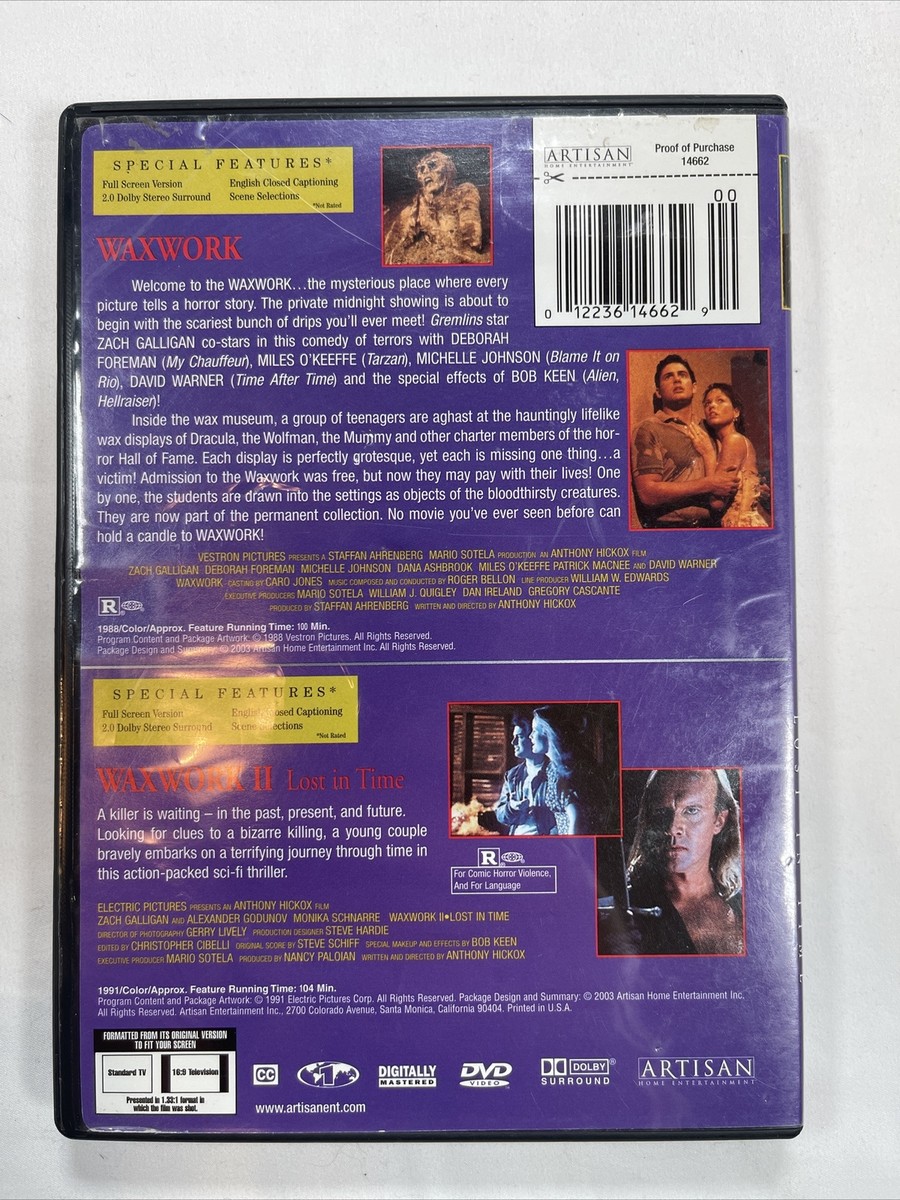 SPECIAL FEATURES*
Full Screen Version English Closed Captioning
2.0 Dolby Stereo Surround Scene Selections
*Not Rated
ARTISAN
HOME ENTERTAINMENT
Proof of Purchase
14662
00
0 12236 14662 9
WAXWORK
Welcome to the WAXWORK...the mysterious place where every
picture tells a horror story. The private midnight showing is about to
begin with the scariest bunch of drips you'll ever meet! Gremlins star
ZACH GALLIGAN co-stars in this comedy of terrors with DEBORAH
FOREMAN (My Chauffeur), MILES O'KEEFFE (Tarzan), MICHELLE JOHNSON (Blame It on
Rio), DAVID WARNER (Time After Time) and the special effects of BOB KEEN (Alien,
Hellraiser)!
Inside the wax museum, a group of teenagers are aghast at the hauntingly lifelike
wax displays of Dracula, the Wolfman, the Mummy and other charter members of the hor-
ror Hall of Fame. Each display is perfectly grotesque, yet each is missing one thing...a
victim! Admission to the Waxwork was free, but now they may pay with their lives! One
by one, the students are drawn into the settings as objects of the bloodthirsty creatures.
They are now part of the permanent collection. No movie you've ever seen before can
hold a candle to WAXWORK!
VESTRON PICTURES PRESENTS A STAFFAN AHRENBERG MARIO SOTELA PRODUCTION AN ANTHONY HICKOX FILM
ZACH GALLIGAN DEBORAH FOREMAN MICHELLE JOHNSON DANA ASHBROOK MILES O'KEEFFE PATRICK MACNEE AND DAVID WARNER
WAXWORK CASTING BY CARO JONES MUSIC COMPOSED AND CONDUCTED BY ROGER BELLON LINE PRODUCER WILLIAM W. EDWARDS
EXECUTIVE PRODUCERS MARIO SOTELA WILLIAM J. QUIGLEY DAN IRELAND GREGORY CASCANTE
PRODUCED BY STAFFAN AHRENBERG WRITTEN AND DIRECTED BY ANTHONY HICKOX
R
1988/Color/Approx. Feature Running Time: 100 Min.
Program Content and Package Artwork: © 1988 Vestron Pictures. All Rights Reserved.
Package Design and Summary: © 2003 Artisan Home Entertainment Inc. All Rights Reserved.
SPECIAL FEATURES*
Full Screen Version English Closed Captioning
2.0 Dolby Stereo Surround Scene Selections
*Not Rated
WAXWORK II Lost in Time
A killer is waiting – in the past, present, and future.
Looking for clues to a bizarre killing, a young couple
bravely embarks on a terrifying journey through time in
this action-packed sci-fi thriller.
R
For Comic Horror Violence,
And For Language
ELECTRIC PICTURES PRESENTS AN ANTHONY HICKOX FILM
ZACH GALLIGAN AND ALEXANDER GODUNOV MONIKA SCHNARRE WAXWORK II•LOST IN TIME
DIRECTOR OF PHOTOGRAPHY GERRY LIVELY PRODUCTION DESIGNER STEVE HARDIE
EDITED BY CHRISTOPHER CIBELLI ORIGINAL SCORE BY STEVE SCHIFF SPECIAL MAKEUP AND EFFECTS BY BOB KEEN
EXECUTIVE PRODUCER MARIO SOTELA PRODUCED BY NANCY PALOIAN WRITTEN AND DIRECTED BY ANTHONY HICKOX
1991/Color/Approx. Feature Running Time: 104 Min.
Program Content and Package Artwork: © 1991 Electric Pictures Corp. All Rights Reserved. Package Design and Summary: © 2003 Artisan Home Entertainment Inc.
All Rights Reserved. Artisan Entertainment Inc., 2700 Colorado Avenue, Santa Monica, California 90404. Printed in U.S.A.
FORMATTED FROM ITS ORIGINAL VERSION
TO FIT YOUR SCREEN
Standard TV 16:9 Television
Presented in 1.33:1 format in
which the film was shot.
CC
1
DIGITALLY
MASTERED
DVD
VIDEO
DOLBY
SURROUND
ARTISAN
HOME ENTERTAINMENT
www.artisanent.com